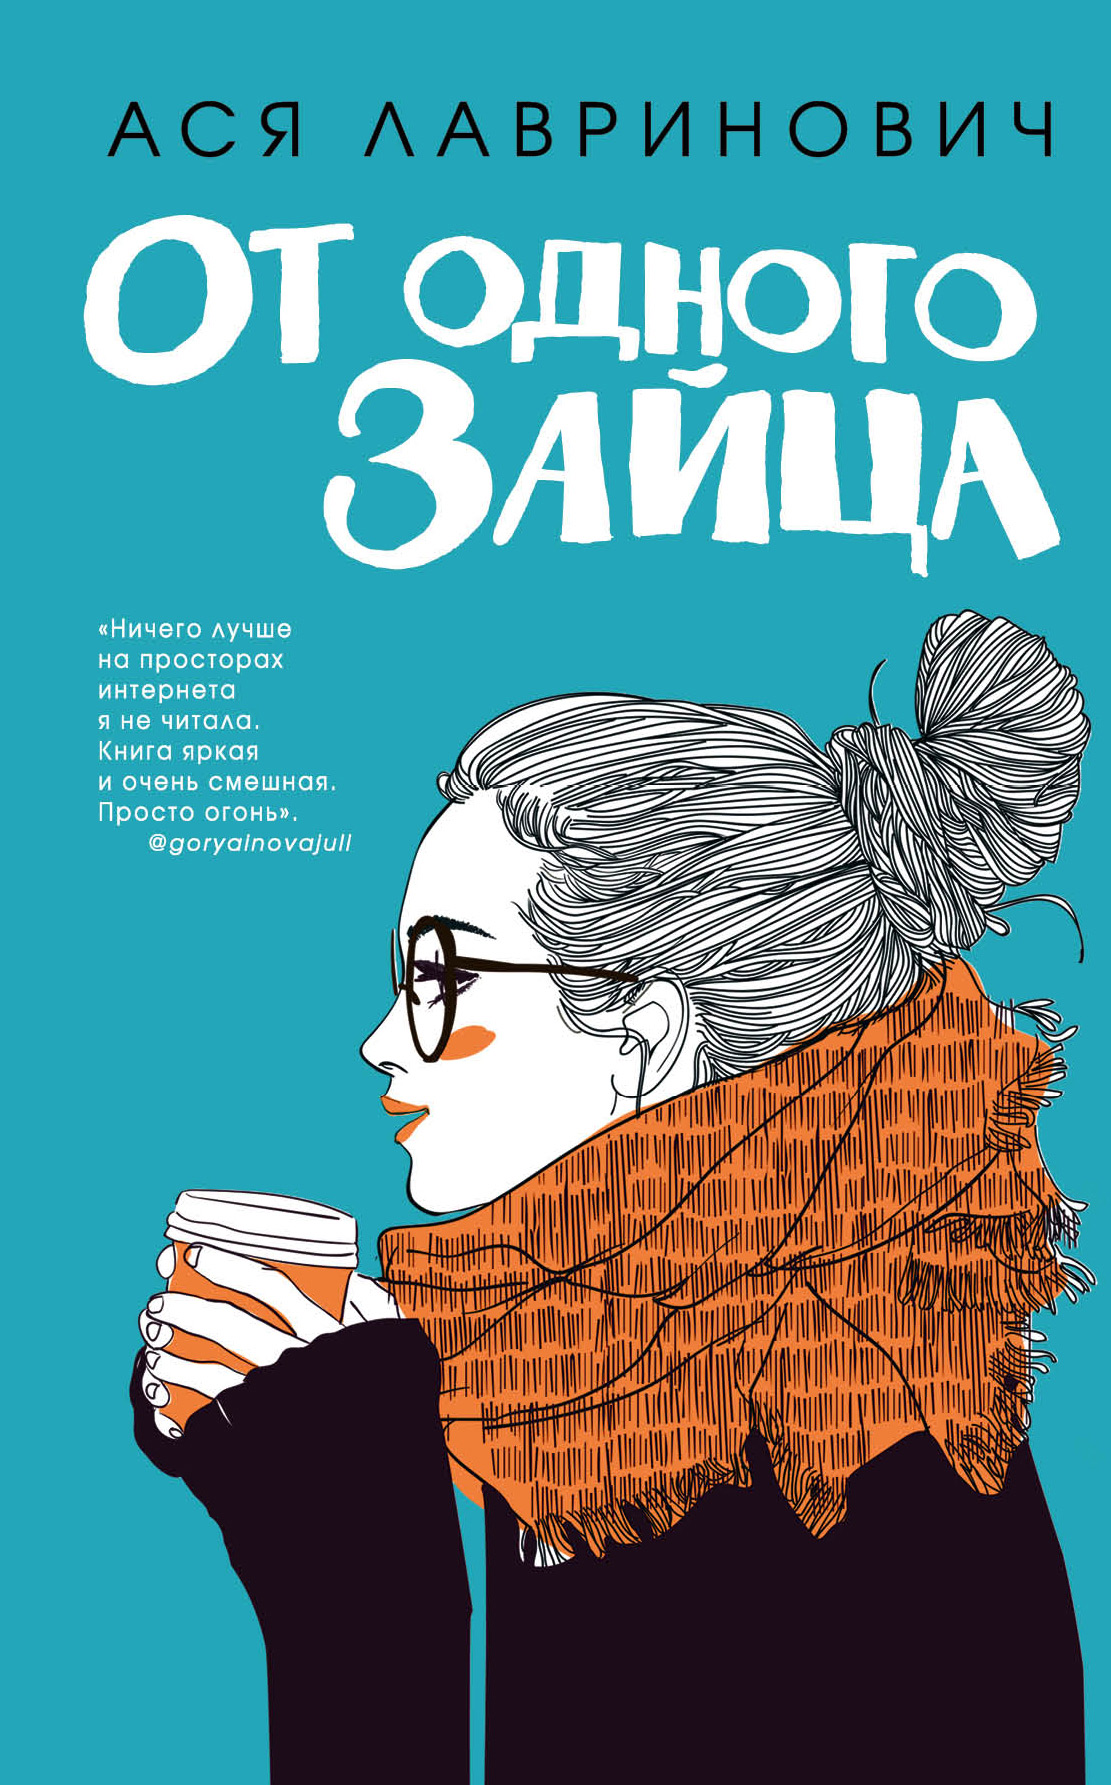 АСЯ ЛАВРИНОВИЧ
ОТ ОДНОГО
ЗАЙЦА
«Ничего лучше
на просторах
интернета
я не читала.
Книга яркая
и очень смешная.
Просто огонь».
@goryainovajull